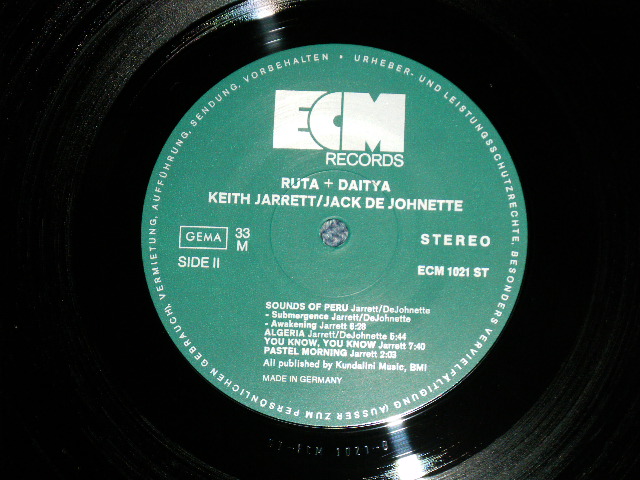 ECM
RECORDS
RUTA + DAITYA
KEITH JARRETT/JACK DE JOHNETTE
GEMA
33
M
SIDE II
STEREO
ECM 1021 ST
SOUNDS OF PERU Jarrett/DeJohnette
- Submergence Jarrett/DeJohnette
- Awakening Jarrett 6:28
ALGERIA Jarrett/DeJohnette 5:44
YOU KNOW, YOU KNOW Jarrett 7:40
PASTEL MORNING Jarrett 2:03
All published by Kundalini Music, BMI
MADE IN GERMANY
• URHEBER- UND LEISTUNGSSCHUTZRECHTE, BESONDERS VERVIELFÄLTIGUNG (AUSSER ZUM PERSÖNLICHEN GEBRAUCH), VERMIETUNG, AUFFÜHRUNG, SENDUNG, VORBEHALTEN
ECM 1021-B